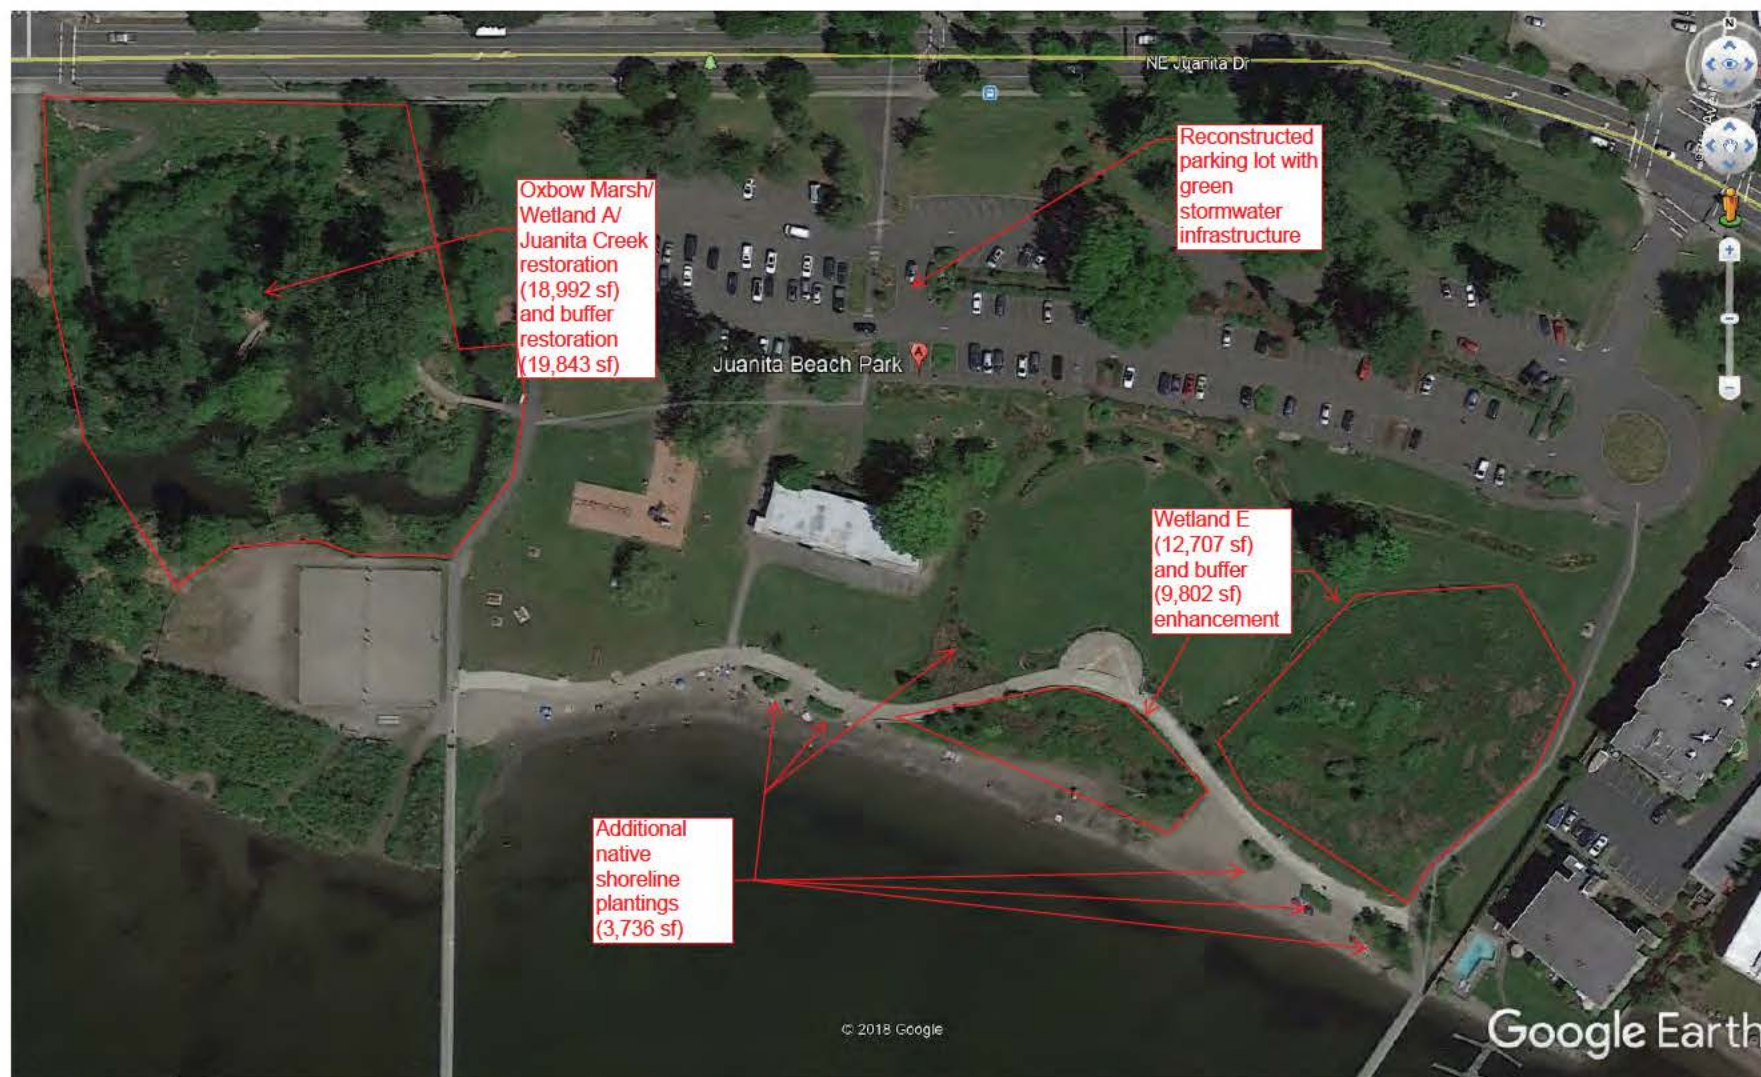 NE Juanita Dr
N
Reconstructed
parking lot with
green
stormwater
infrastructure
Oxbow Marsh/
Wetland A/
Juanita Creek
restoration
(18,992 sf)
and buffer
restoration
(19,843 sf)
Juanita Beach Park
A
Wetland E
(12,707 sf)
and buffer
(9,802 sf)
enhancement
Additional
native
shoreline
plantings
(3,736 sf)
© 2018 Google
Google Earth